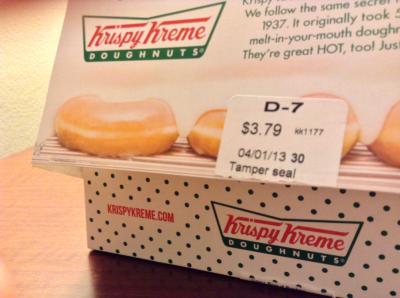 Krispy Kreme
DOUGHNUTS
We follow the same secret
1937. It originally took
melt-in-your-mouth dough
They're great HOT, too! Just
D-7
$3.79 kk1177
04/01/13 30
Tamper seal
KRISPYKREME.COM
Krispy Kreme
DOUGHNUTS